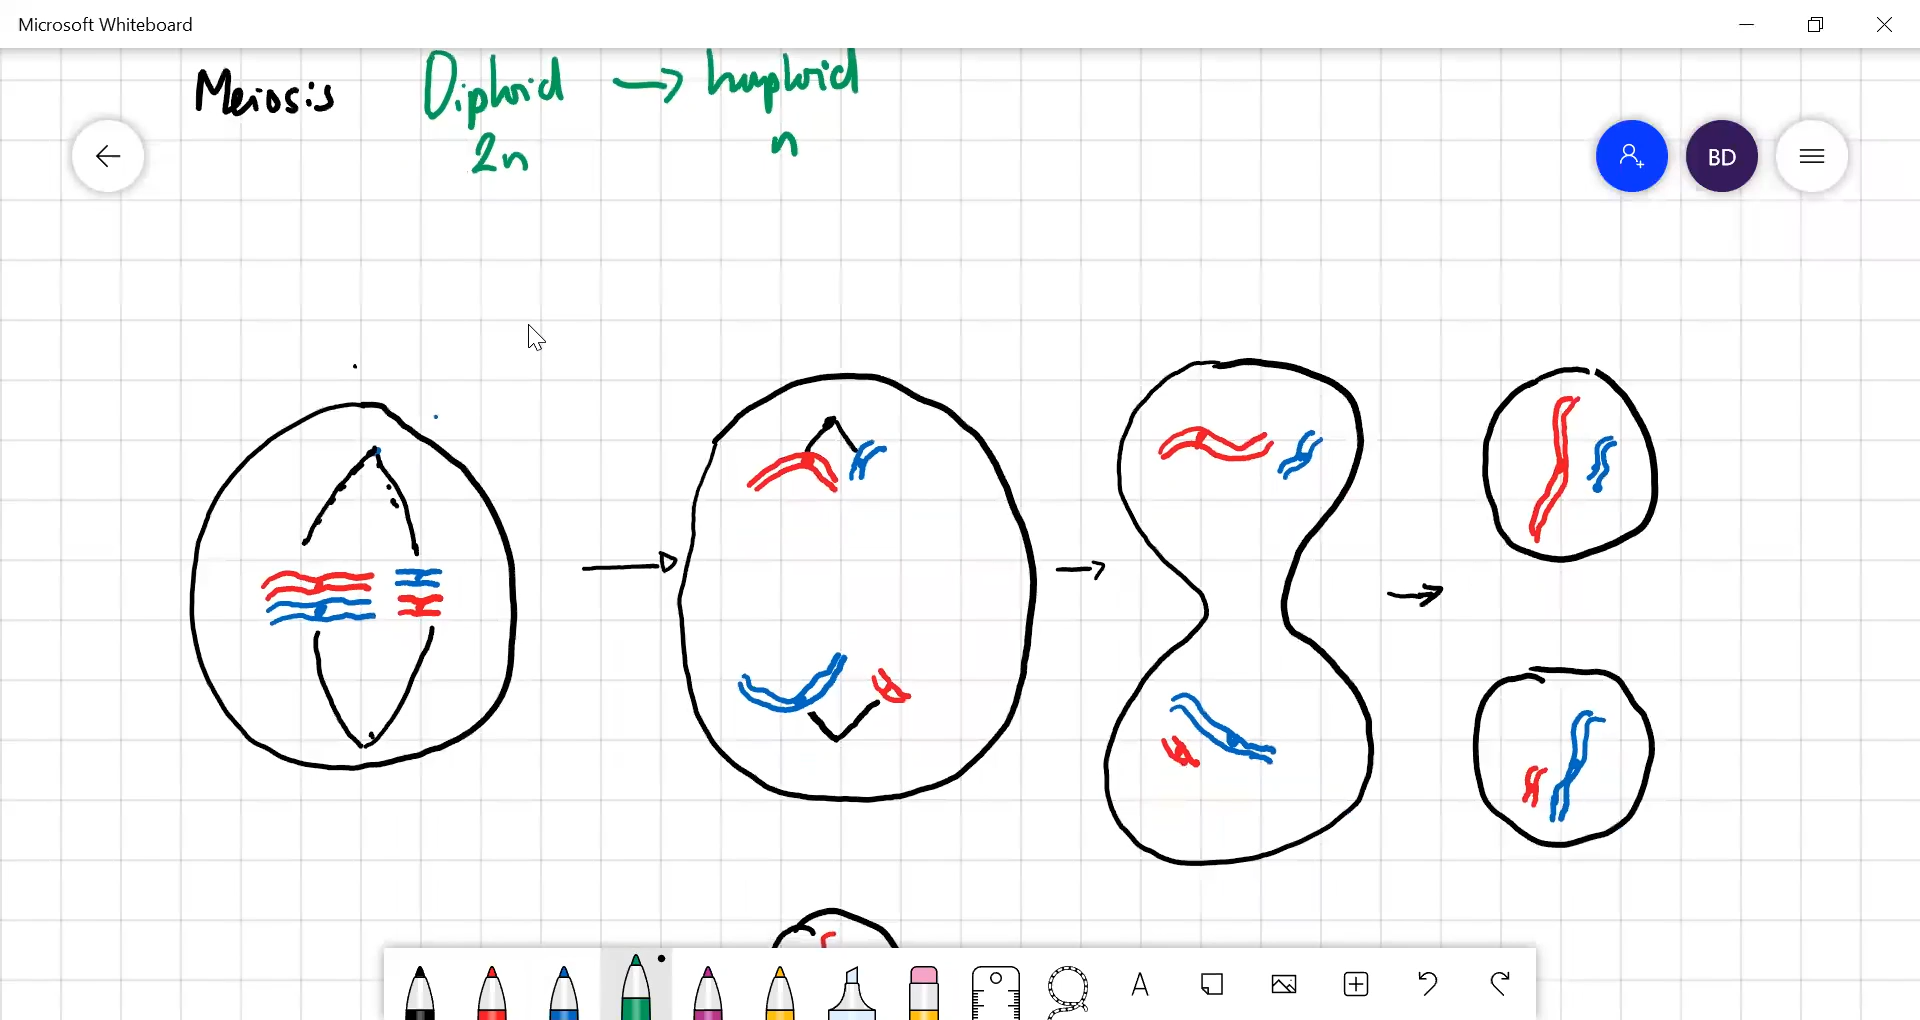 Microsoft Whiteboard
Meiosis Diploid → haploid
2n n
BD
A